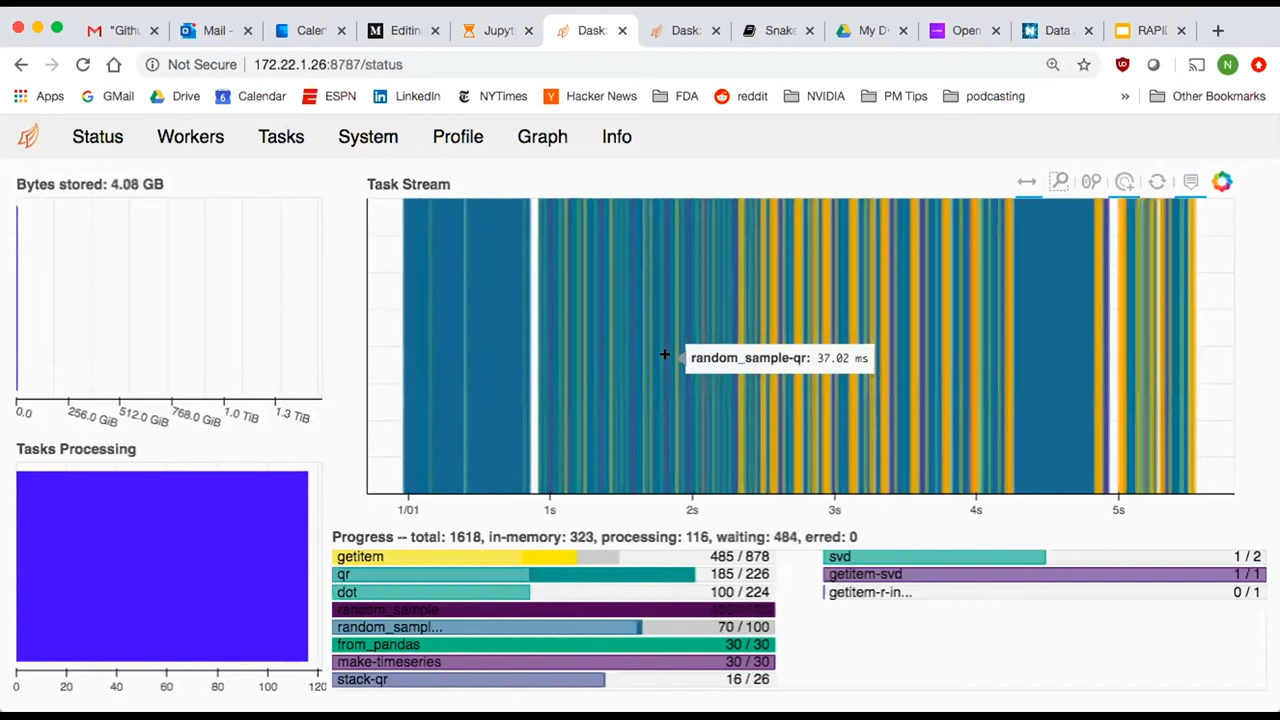 "Gith Mail - Caler Editin Jupyt Dask: Dask: Snake My D Open Data RAPI
Not Secure 172.22.1.26:8787/status N
Apps GMail Drive Calendar ESPN LinkedIn NYTimes Hacker News FDA reddit NVIDIA PM Tips podcasting » Other Bookmarks
Status Workers Tasks System Profile Graph Info
Bytes stored: 4.08 GB
0.0 256.0 GiB 512.0 GiB 768.0 GiB 1.0 TiB 1.3 TiB
Tasks Processing
0 20 40 60 80 100 120
Task Stream
random_sample-qr: 37.02 ms
1/01 1s 2s 3s 4s 5s
Progress -- total: 1618, in-memory: 323, processing: 116, waiting: 484, erred: 0
getitem 485 / 878
qr 185 / 226
dot 100 / 224
random_sample
random_sampl... 70 / 100
from_pandas 30 / 30
make-timeseries 30 / 30
stack-qr 16 / 26
svd 1 / 2
getitem-svd 1 / 1
getitem-r-in... 0 / 1